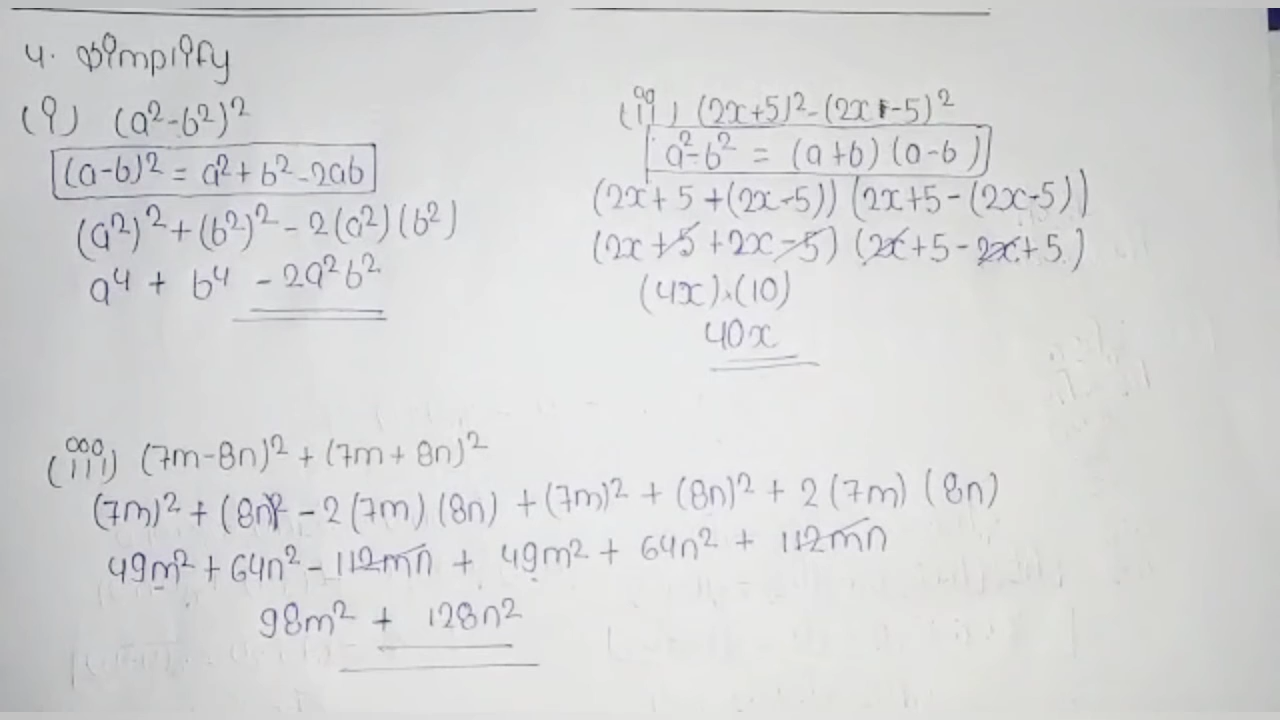 4. Simplify
(i) (a²-b²)²
(a-b)² = a²+b²-2ab
(a²)²+(b²)²-2(a²)(b²)
a⁴ + b⁴ - 2a²b²
(ii) (2x+5)²-(2x-5)²
a²-b² = (a+b)(a-b)
(2x+5+(2x-5)) (2x+5-(2x-5))
(2x+5+2x-5) (2x+5-2x+5)
(4x).(10)
40x
(iii) (7m-8n)²+(7m+8n)²
(7m)²+(8n)²-2(7m)(8n)+(7m)²+(8n)²+2(7m)(8n)
49m²+64n²-112mn+49m²+64n²+112mn
98m² + 128n²